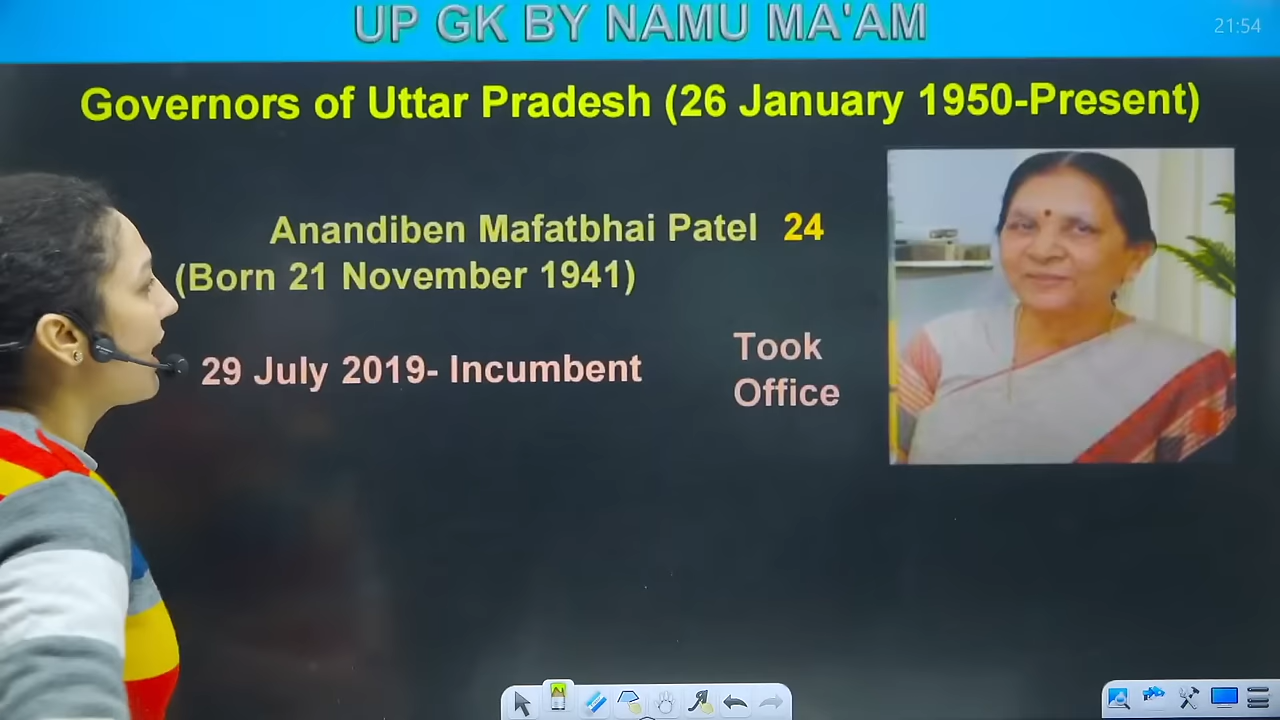 UP GK BY NAMU MA'AM
21:54
Governors of Uttar Pradesh (26 January 1950-Present)
Anandiben Mafatbhai Patel 24
(Born 21 November 1941)
29 July 2019- Incumbent
Took
Office